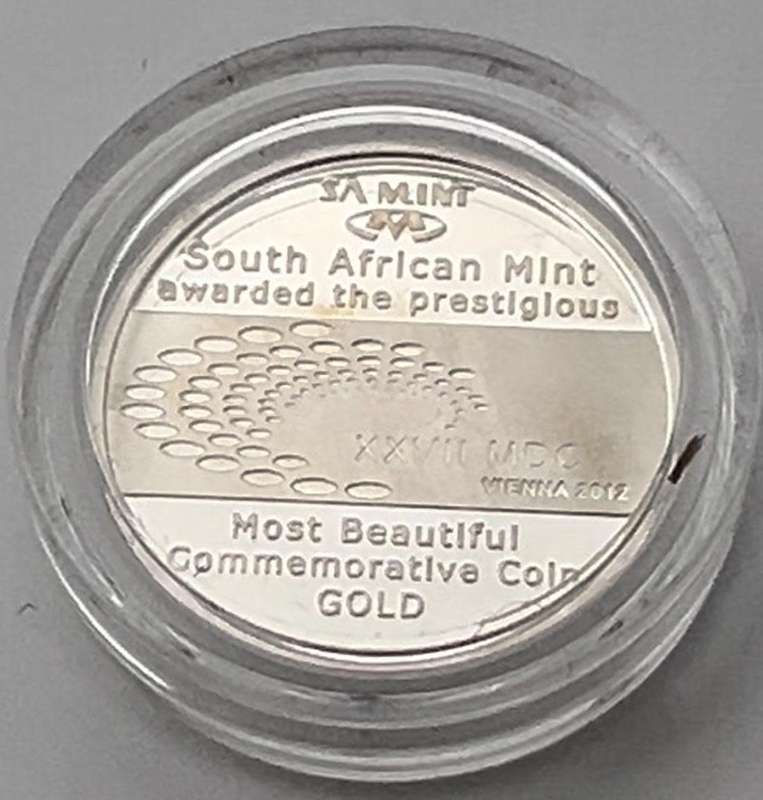 SA MINT
South African Mint
awarded the prestigious
XXVII MDC
VIENNA 2012
Most Beautiful
Commemorative Coin
GOLD